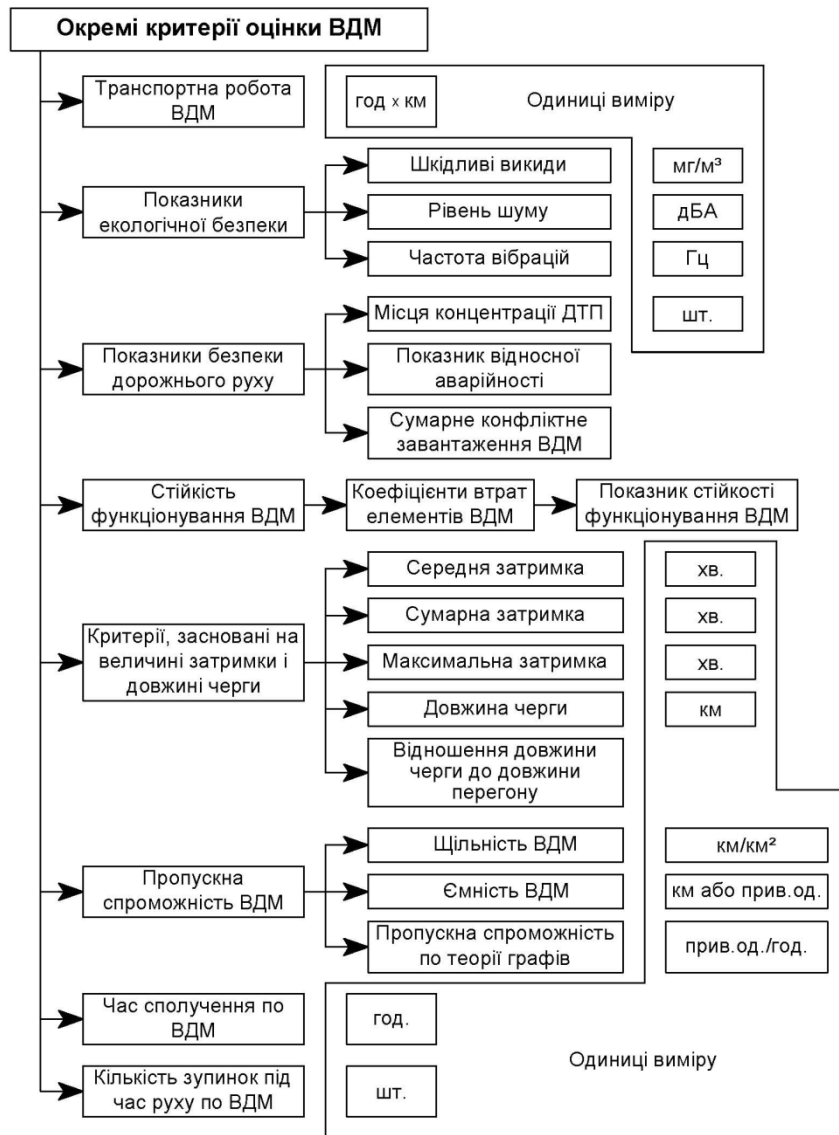 Окремі критерії оцінки ВДМ
Транспортна робота
ВДМ
год x км
Одиниці виміру
Показники
екологічної безпеки
Шкідливі викиди
мг/м³
Рівень шуму
дБА
Частота вібрацій
Гц
Показники безпеки
дорожнього руху
Місця концентрації ДТП
шт.
Показник відносної
аварійності
Сумарне конфліктне
завантаження ВДМ
Стійкість
функціонування ВДМ
Коефіцієнти втрат
елементів ВДМ
Показник стійкості
функціонування ВДМ
Критерії, засновані на
величині затримки і
довжині черги
Середня затримка
хв.
Сумарна затримка
хв.
Максимальна затримка
хв.
Довжина черги
км
Відношення довжини
черги до довжини
перегону
Пропускна
спроможність ВДМ
Щільність ВДМ
км/км²
Ємність ВДМ
км або прив.од.
Пропускна спроможність
по теорії графів
прив.од./год.
Час сполучення по
ВДМ
год.
Одиниці виміру
Кількість зупинок під
час руху по ВДМ
шт.